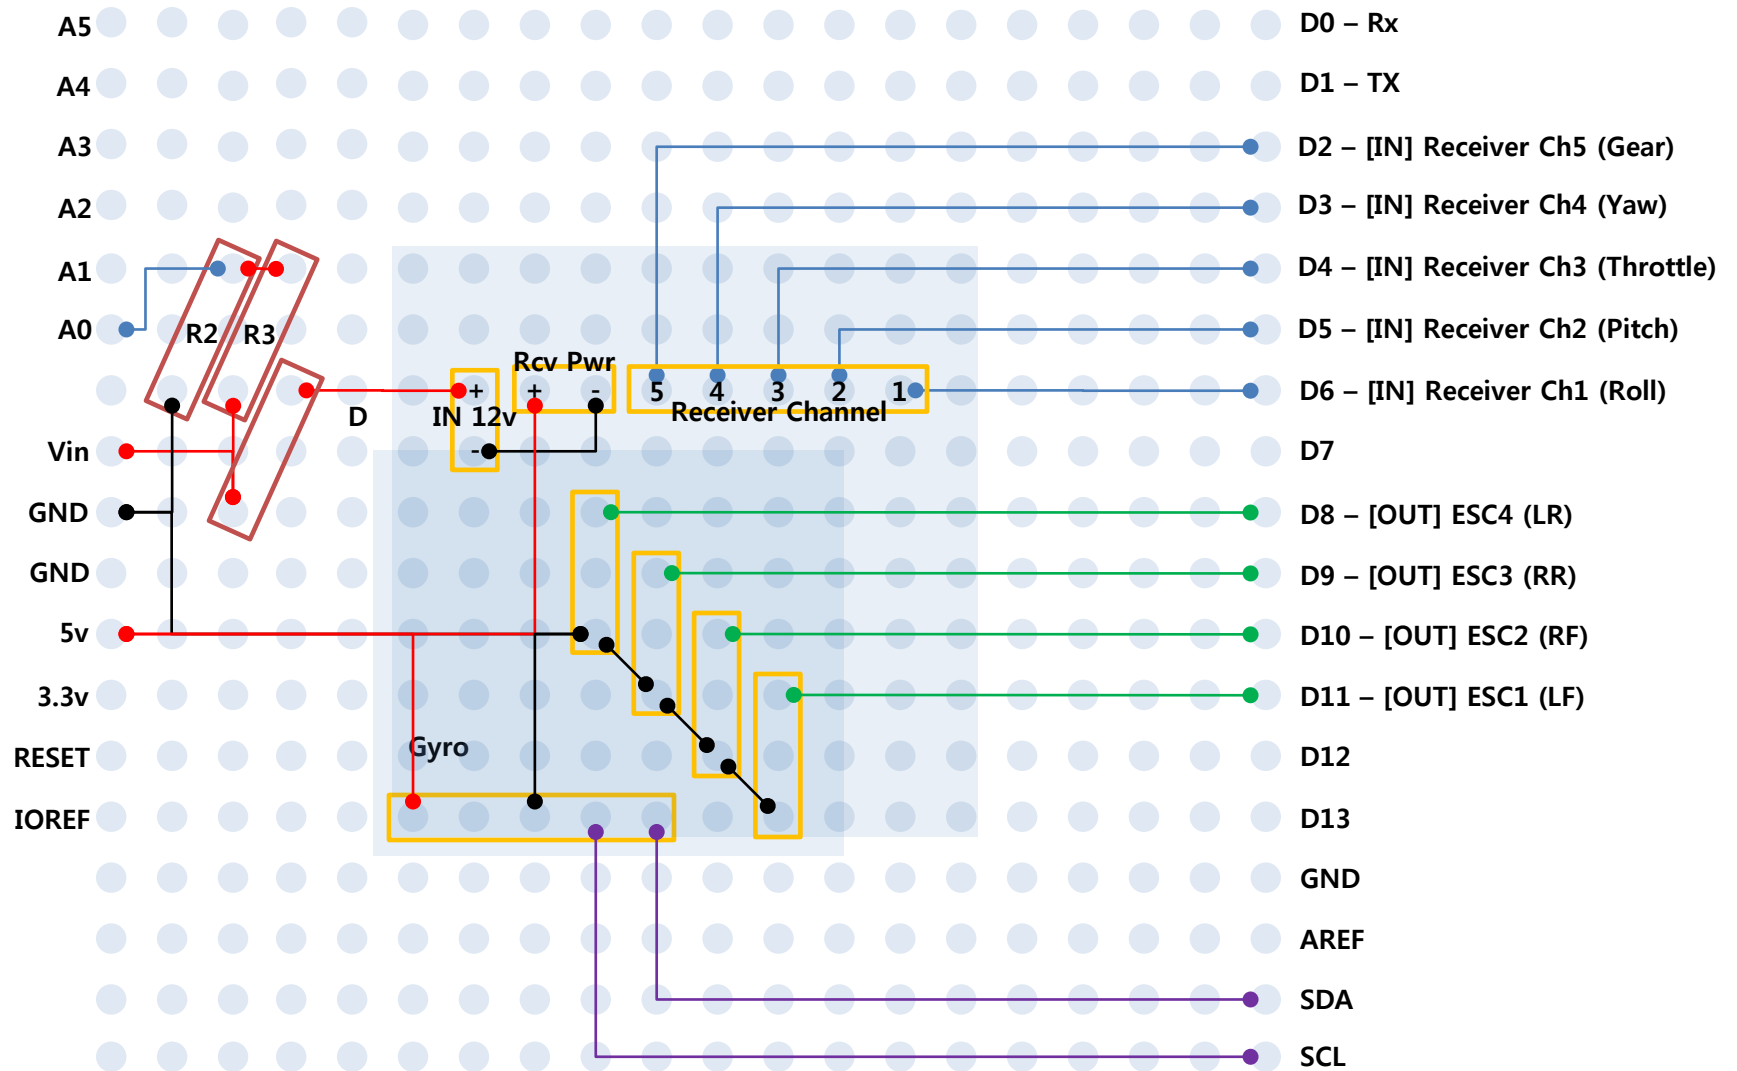 A5
A4
A3
A2
A1
A0
Vin
GND
GND
5v
3.3v
RESET
IOREF
R2
R3
D
IN 12v
+
-
Rcv Pwr
+
-
5 4 3 2 1
Receiver Channel
Gyro
D0 – Rx
D1 – TX
D2 – [IN] Receiver Ch5 (Gear)
D3 – [IN] Receiver Ch4 (Yaw)
D4 – [IN] Receiver Ch3 (Throttle)
D5 – [IN] Receiver Ch2 (Pitch)
D6 – [IN] Receiver Ch1 (Roll)
D7
D8 – [OUT] ESC4 (LR)
D9 – [OUT] ESC3 (RR)
D10 – [OUT] ESC2 (RF)
D11 – [OUT] ESC1 (LF)
D12
D13
GND
AREF
SDA
SCL